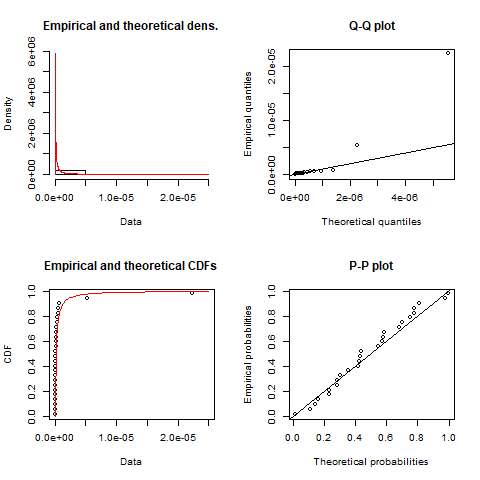 Empirical and theoretical dens.
Density
0e+00 2e+06 4e+06 6e+06
0.0e+00 1.0e-05 2.0e-05
Data
Q-Q plot
Empirical quantiles
0.0e+00 1.0e-05 2.0e-05
0e+00 2e-06 4e-06
Theoretical quantiles
Empirical and theoretical CDFs
CDF
0.0 0.2 0.4 0.6 0.8 1.0
0.0e+00 1.0e-05 2.0e-05
Data
P-P plot
Empirical probabilities
0.0 0.2 0.4 0.6 0.8 1.0
0.0 0.2 0.4 0.6 0.8 1.0
Theoretical probabilities